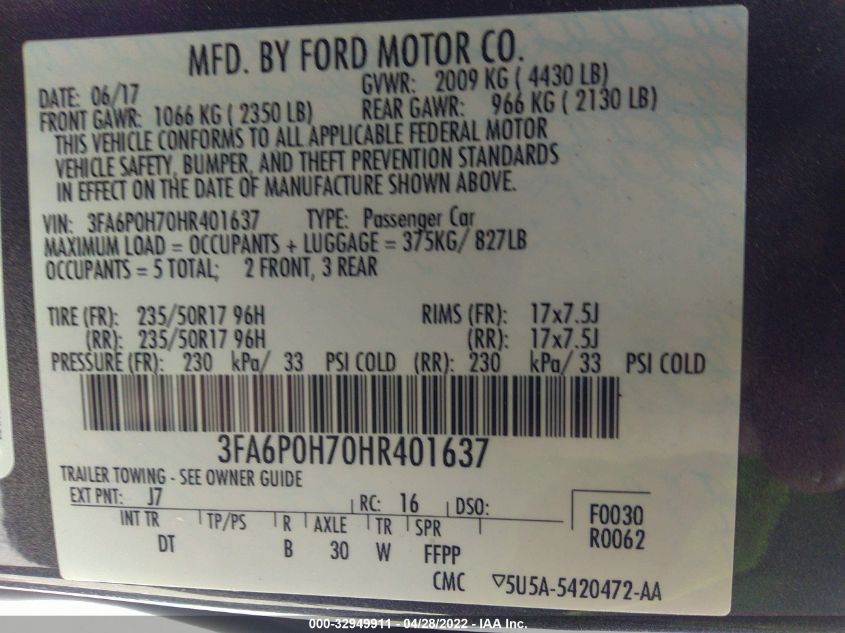 MFD. BY FORD MOTOR CO.
DATE: 06/17 GVWR: 2009 KG ( 4430 LB)
FRONT GAWR: 1066 KG ( 2350 LB) REAR GAWR: 966 KG ( 2130 LB)
THIS VEHICLE CONFORMS TO ALL APPLICABLE FEDERAL MOTOR
VEHICLE SAFETY, BUMPER, AND THEFT PREVENTION STANDARDS
IN EFFECT ON THE DATE OF MANUFACTURE SHOWN ABOVE.
VIN: 3FA6P0H70HR401637 TYPE: Passenger Car
MAXIMUM LOAD = OCCUPANTS + LUGGAGE = 375KG/ 827LB
OCCUPANTS = 5 TOTAL; 2 FRONT, 3 REAR
TIRE (FR): 235/50R17 96H RIMS (FR): 17x7.5J
(RR): 235/50R17 96H (RR): 17x7.5J
PRESSURE (FR): 230 kPa/ 33 PSI COLD (RR): 230 kPa/ 33 PSI COLD
3FA6P0H70HR401637
TRAILER TOWING - SEE OWNER GUIDE
EXT PNT: J7 RC: 16 DSO:
INT TR TP/PS R AXLE TR SPR F0030
DT B 30 W FFPP R0062
CMC ▽5U5A-5420472-AA
000-32949911 - 04/28/2022 - IAA Inc.